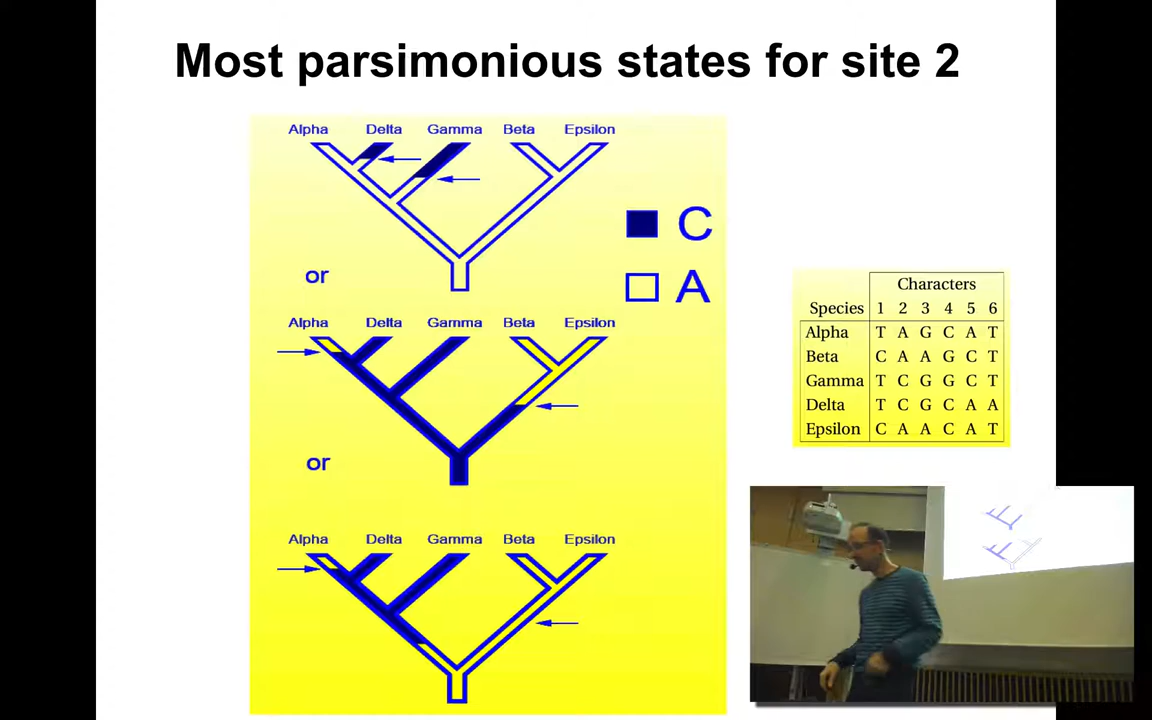 Most parsimonious states for site 2
Alpha Delta Gamma Beta Epsilon
C
A
or
Alpha Delta Gamma Beta Epsilon
or
Alpha Delta Gamma Beta Epsilon
Characters
Species 1 2 3 4 5 6
Alpha T A G C A T
Beta C A A G C T
Gamma T C G G C T
Delta T C G C A A
Epsilon C A A C A T